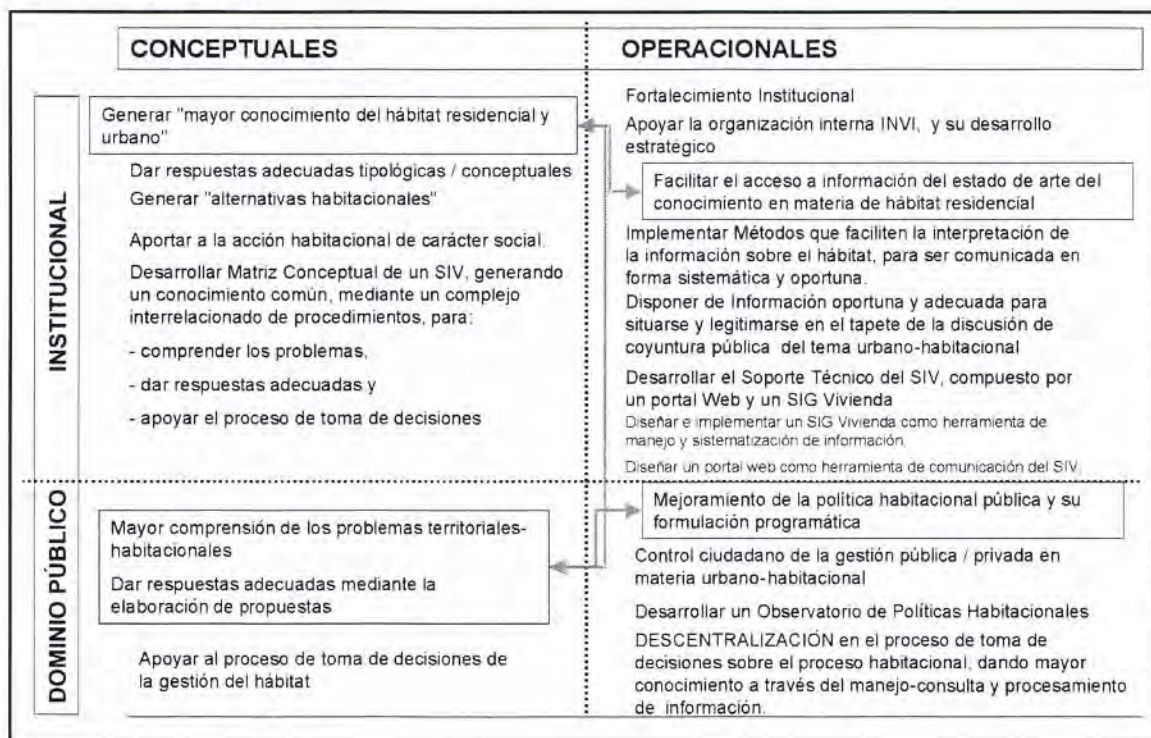 CONCEPTUALES
OPERACIONALES
INSTITUCIONAL
Generar "mayor conocimiento del hábitat residencial y
urbano"
Dar respuestas adecuadas tipológicas / conceptuales
Generar "alternativas habitacionales"
Aportar a la acción habitacional de carácter social.
Desarrollar Matriz Conceptual de un SIV, generando
un conocimiento común, mediante un complejo
interrelacionado de procedimientos, para:
- comprender los problemas,
- dar respuestas adecuadas y
- apoyar el proceso de toma de decisiones
Fortalecimiento Institucional
Apoyar la organización interna INVI, y su desarrollo
estratégico
Facilitar el acceso a información del estado de arte del
conocimiento en materia de hábitat residencial
Implementar Métodos que faciliten la interpretación de
la información sobre el hábitat, para ser comunicada en
forma sistemática y oportuna.
Disponer de Información oportuna y adecuada para
situarse y legitimarse en el tapete de la discusión de
coyuntura pública del tema urbano-habitacional
Desarrollar el Soporte Técnico del SIV, compuesto por
un portal Web y un SIG Vivienda
Diseñar e implementar un SIG Vivienda como herramienta de
manejo y sistematización de información.
Diseñar un portal web como herramienta de comunicación del SIV.
DOMINIO PÚBLICO
Mayor comprensión de los problemas territoriales-
habitacionales
Dar respuestas adecuadas mediante la
elaboración de propuestas
Apoyar al proceso de toma de decisiones de
la gestión del hábitat
Mejoramiento de la política habitacional pública y su
formulación programática
Control ciudadano de la gestión pública / privada en
materia urbano-habitacional
Desarrollar un Observatorio de Políticas Habitacionales
DESCENTRALIZACIÓN en el proceso de toma de
decisiones sobre el proceso habitacional, dando mayor
conocimiento a través del manejo-consulta y procesamiento
de información.